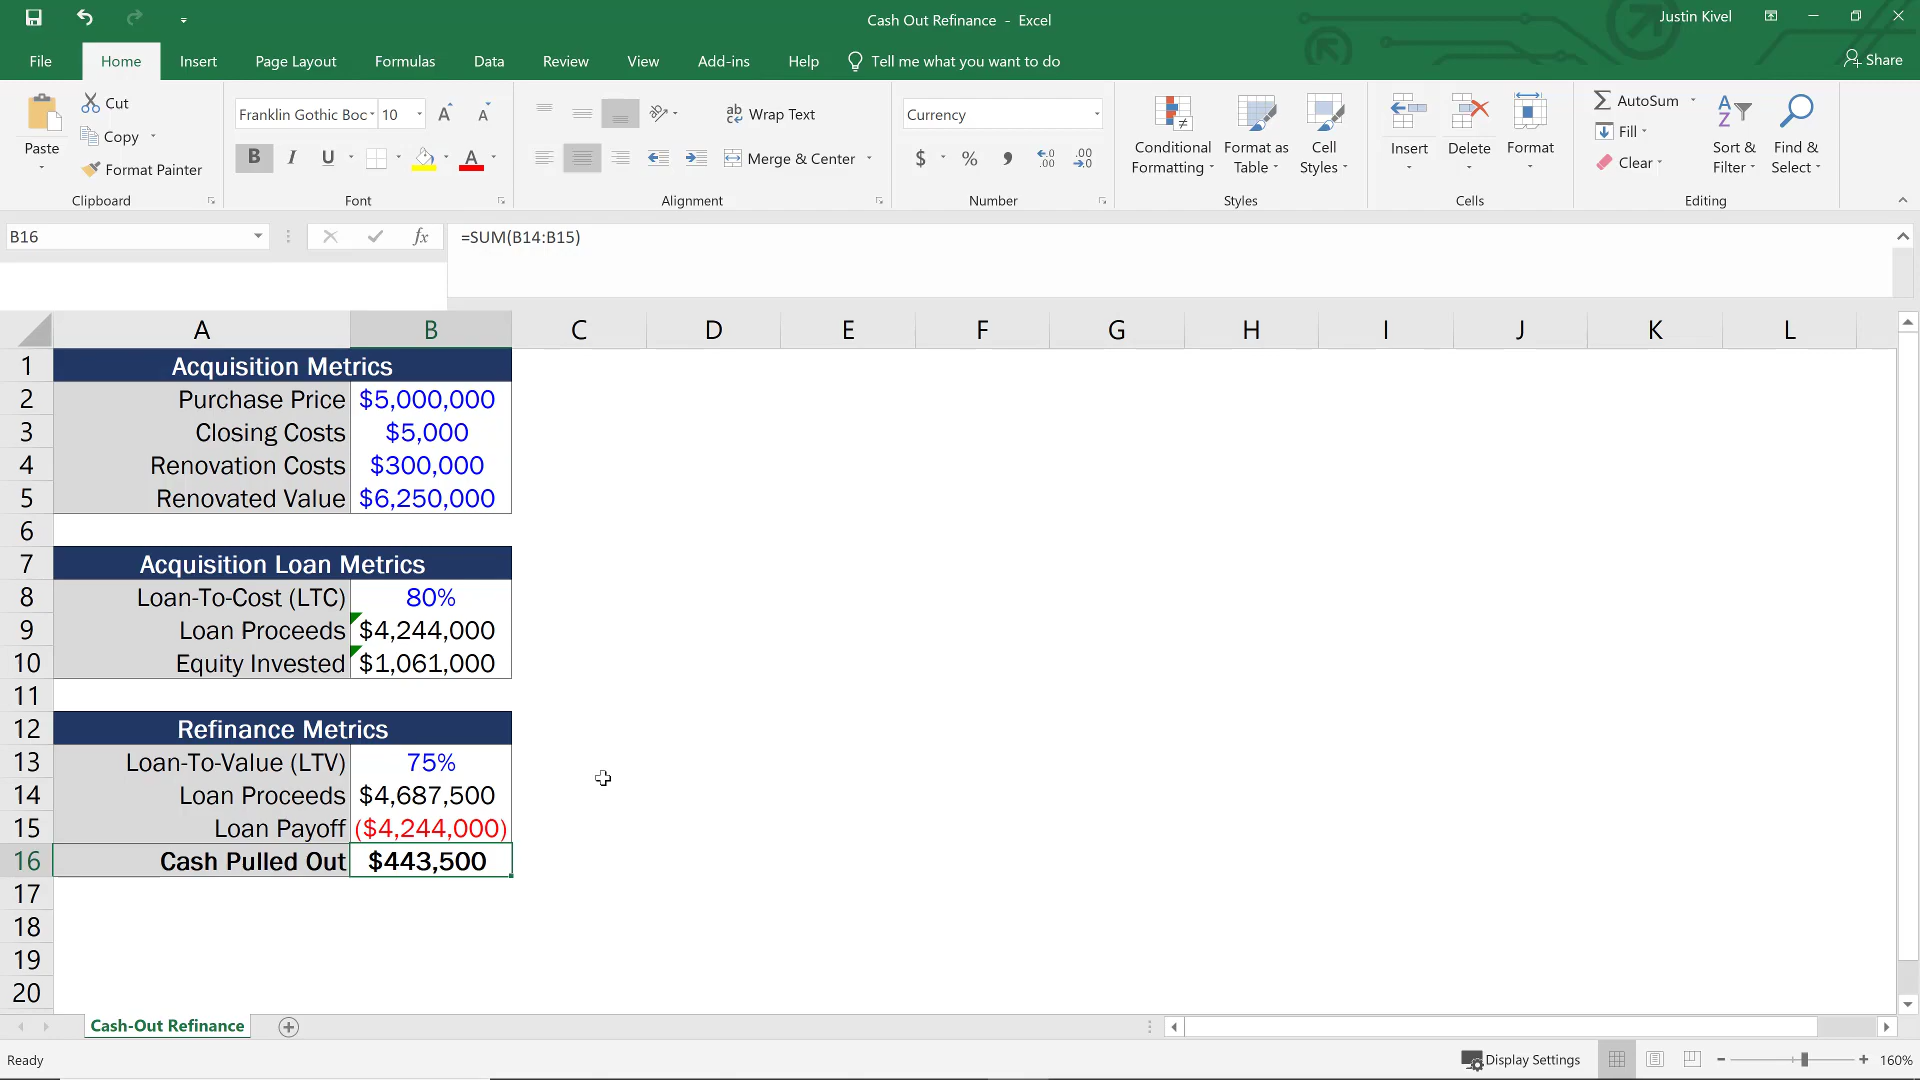 Cash Out Refinance - Excel
Justin Kivel
File Home Insert Page Layout Formulas Data Review View Add-ins Help Tell me what you want to do
Share
Paste
Cut
Copy
Format Painter
Clipboard
Franklin Gothic Boc 10
B I U A
Font
ab Wrap Text
Merge & Center
Alignment
Currency
$ % , .00 .00
Number
Conditional Formatting
Format as Table
Cell Styles
Styles
Insert
Delete
Format
Cells
AutoSum
Fill
Clear
Sort & Filter
Find & Select
Editing
B16 fx =SUM(B14:B15)
A B C D E F G H I J K L
1 Acquisition Metrics
2 Purchase Price $5,000,000
3 Closing Costs $5,000
4 Renovation Costs $300,000
5 Renovated Value $6,250,000
6
7 Acquisition Loan Metrics
8 Loan-To-Cost (LTC) 80%
9 Loan Proceeds $4,244,000
10 Equity Invested $1,061,000
11
12 Refinance Metrics
13 Loan-To-Value (LTV) 75%
14 Loan Proceeds $4,687,500
15 Loan Payoff ($4,244,000)
16 Cash Pulled Out $443,500
17
18
19
20
Cash-Out Refinance
Ready
Display Settings
160%